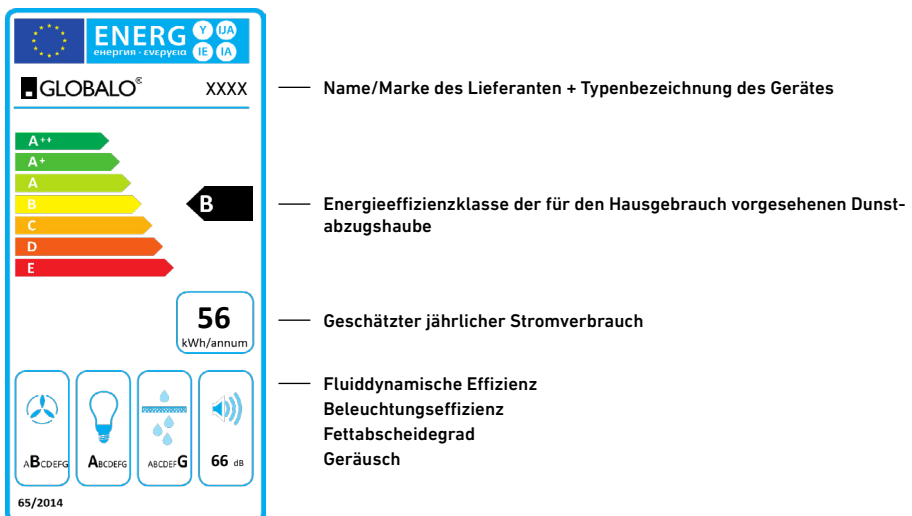 ENERG Y IJA
енергия · ενεργεια IE IA
GLOBALO® XXXX
Name/Marke des Lieferanten + Typenbezeichnung des Gerätes
A++
A+
A
B
C
D
E
B
Energieeffizienzklasse der für den Hausgebrauch vorgesehenen Dunst-
abzugshaube
56
kWh/annum
Geschätzter jährlicher Stromverbrauch
Fluiddynamische Effizienz
Beleuchtungseffizienz
Fettabscheidegrad
Geräusch
ABCDEFG
ABCDEFG
ABCDEFG
66 dB
65/2014